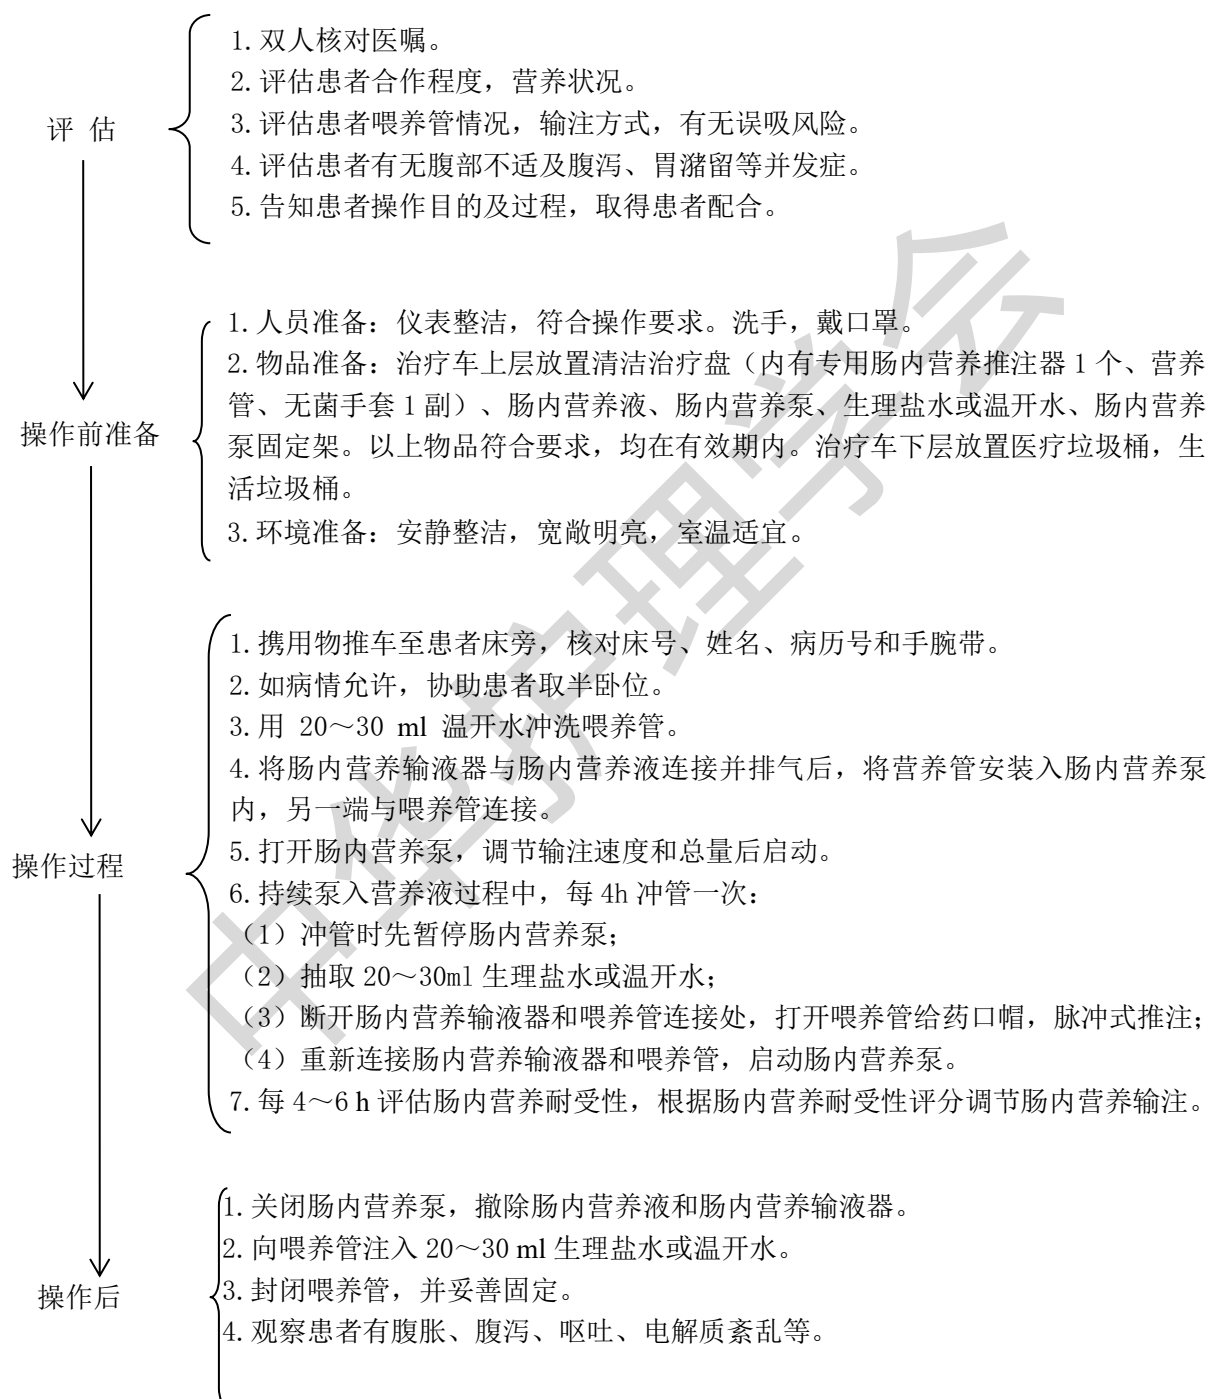 评 估
1.双人核对医嘱。
2.评估患者合作程度，营养状况。
3.评估患者喂养管情况，输注方式，有无误吸风险。
4.评估患者有无腹部不适及腹泻、胃潴留等并发症。
5.告知患者操作目的及过程，取得患者配合。
操作前准备
1.人员准备：仪表整洁，符合操作要求。洗手，戴口罩。
2.物品准备：治疗车上层放置清洁治疗盘（内有专用肠内营养推注器 1 个、营养
管、无菌手套 1 副）、肠内营养液、肠内营养泵、生理盐水或温开水、肠内营养
泵固定架。以上物品符合要求，均在有效期内。治疗车下层放置医疗垃圾桶，生
活垃圾桶。
3.环境准备：安静整洁，宽敞明亮，室温适宜。
操作过程
1.携用物推车至患者床旁，核对床号、姓名、病历号和手腕带。
2.如病情允许，协助患者取半卧位。
3.用 20～30 ml 温开水冲洗喂养管。
4.将肠内营养输液器与肠内营养液连接并排气后，将营养管安装入肠内营养泵
内，另一端与喂养管连接。
5.打开肠内营养泵，调节输注速度和总量后启动。
6.持续泵入营养液过程中，每 4h 冲管一次：
（1）冲管时先暂停肠内营养泵；
（2）抽取 20～30ml 生理盐水或温开水；
（3）断开肠内营养输液器和喂养管连接处，打开喂养管给药口帽，脉冲式推注；
（4）重新连接肠内营养输液器和喂养管，启动肠内营养泵。
7.每 4～6 h 评估肠内营养耐受性，根据肠内营养耐受性评分调节肠内营养输注。
操作后
1.关闭肠内营养泵，撤除肠内营养液和肠内营养输液器。
2.向喂养管注入 20～30 ml 生理盐水或温开水。
3.封闭喂养管，并妥善固定。
4.观察患者有腹胀、腹泻、呕吐、电解质紊乱等。
中华护理学会